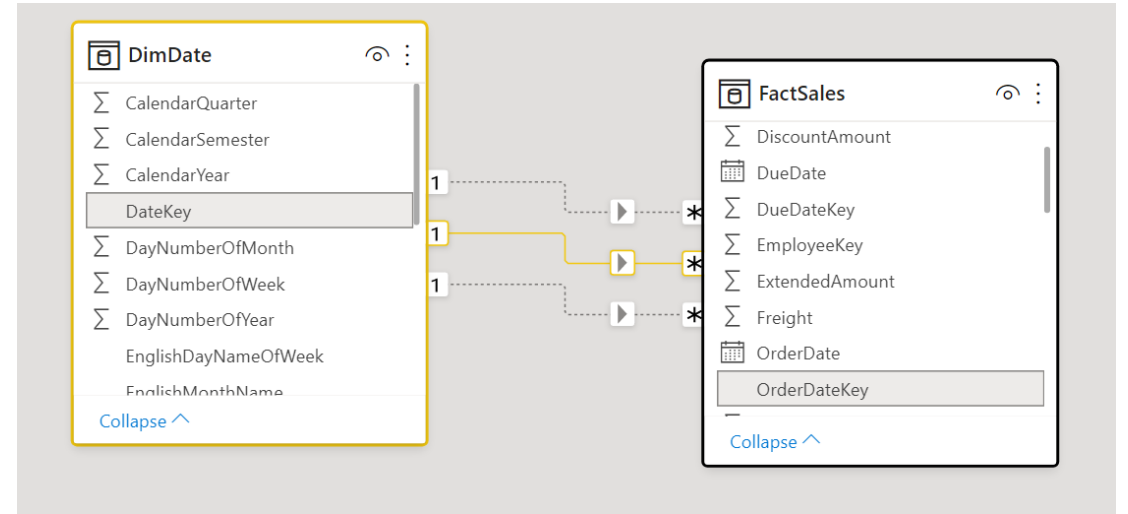 DimDate
CalendarQuarter
CalendarSemester
CalendarYear
DateKey
DayNumberOfMonth
DayNumberOfWeek
DayNumberOfYear
EnglishDayNameOfWeek
EnglishMonthName
Collapse
1
1
1
*
*
*
FactSales
DiscountAmount
DueDate
DueDateKey
EmployeeKey
ExtendedAmount
Freight
OrderDate
OrderDateKey
Collapse